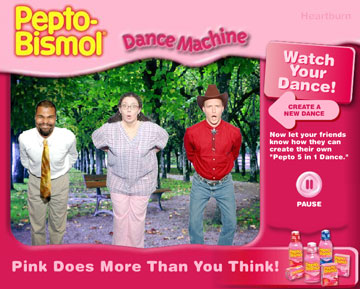 Pepto-
Bismol
Dance Machine
Heartburn
Watch
Your
Dance!
CREATE A
NEW DANCE
Now let your friends
know how they can
create their own
"Pepto 5 in 1 Dance."
PAUSE
Pink Does More Than You Think!